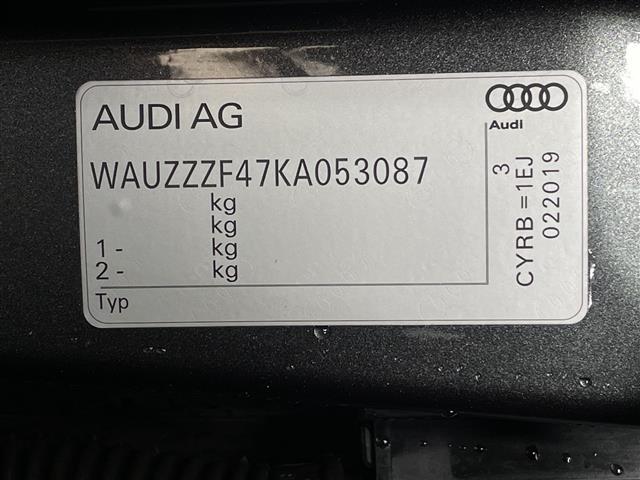 AUDI AG
Audi
WAUZZZF47KA053087
kg
kg
1 - kg
2 - kg
Typ
3
CYRB = 1EJ
022019